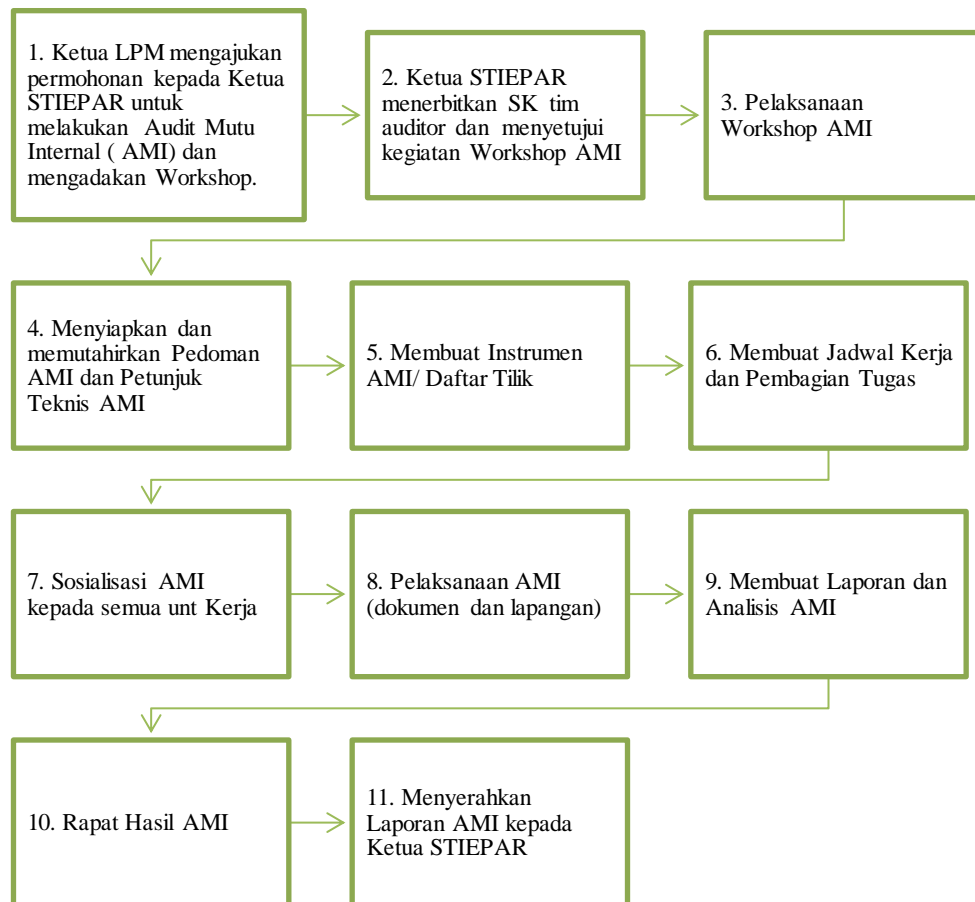 1. Ketua LPM mengajukan
permohonan kepada Ketua
STIEPAR untuk
melakukan Audit Mutu
Internal ( AMI) dan
mengadakan Workshop.
2. Ketua STIEPAR
menerbitkan SK tim
auditor dan menyetujui
kegiatan Workshop AMI
3. Pelaksanaan
Workshop AMI
4. Menyiapkan dan
memutahirkan Pedoman
AMI dan Petunjuk
Teknis AMI
5. Membuat Instrumen
AMI/ Daftar Tilik
6. Membuat Jadwal Kerja
dan Pembagian Tugas
7. Sosialisasi AMI
kepada semua unt Kerja
8. Pelaksanaan AMI
(dokumen dan lapangan)
9. Membuat Laporan dan
Analisis AMI
10. Rapat Hasil AMI
11. Menyerahkan
Laporan AMI kepada
Ketua STIEPAR